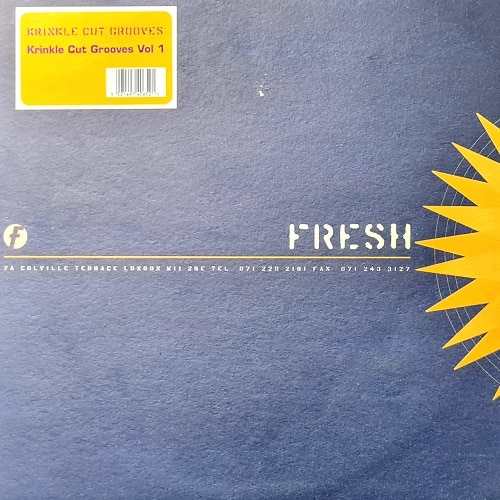 KRINKLE CUT GROOVES
Krinkle Cut Grooves Vol 1
f
FRESH
7A COLVILLE TERRACE LONDON W11 2BE TEL 071 229 2181 FAX 071 243 3127